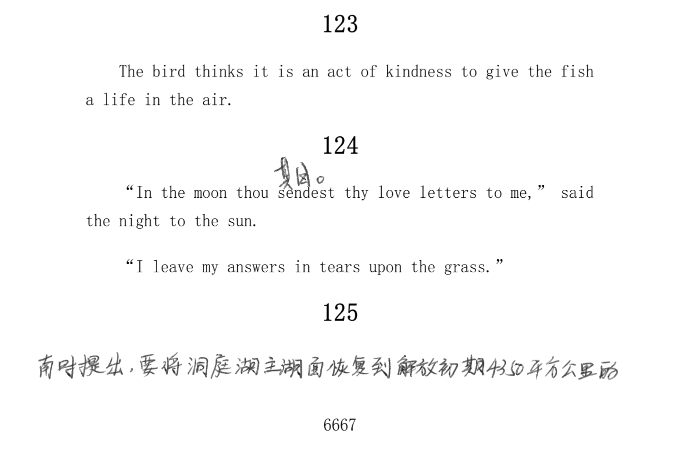 123
The bird thinks it is an act of kindness to give the fish
a life in the air.
124
“In the moon thou sendest thy love letters to me,” said
the night to the sun.
“I leave my answers in tears upon the grass.”
125
南时提出，要将洞庭湖主湖面恢复到解放初期4350平方公里的
6667